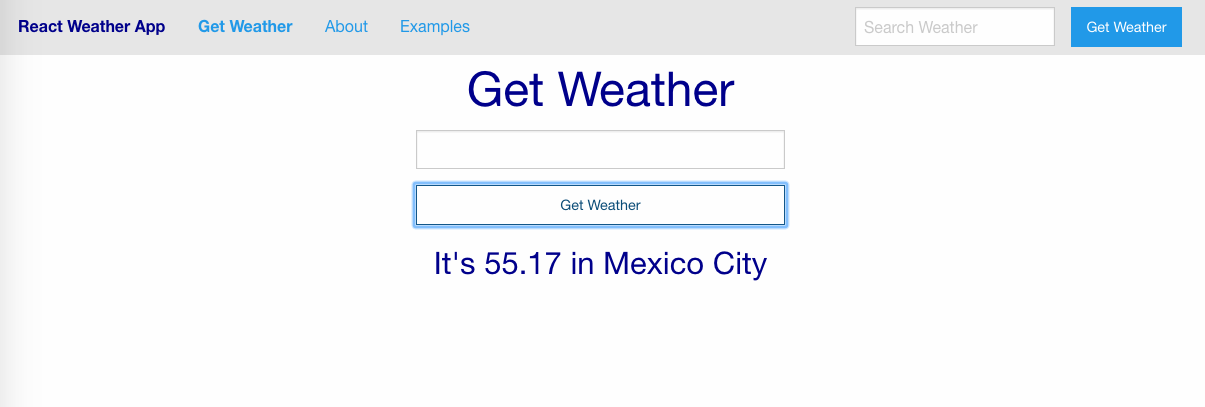 React Weather App Get Weather About Examples Search Weather Get Weather
Get Weather
Get Weather
It's 55.17 in Mexico City